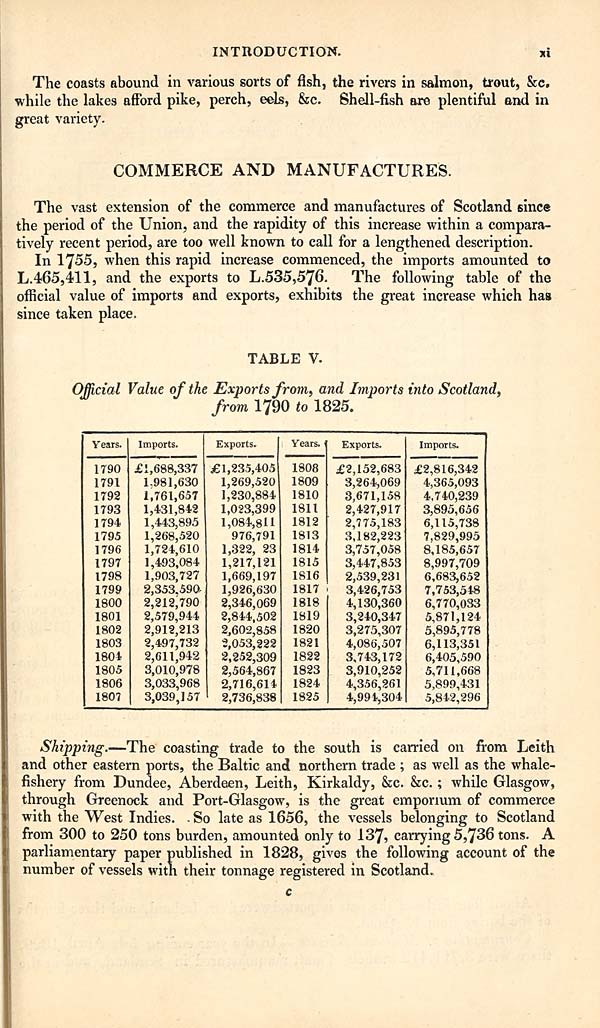 INTRODUCTION. xi
The coasts abound in various sorts of fish, the rivers in salmon, trout, &c.
while the lakes afford pike, perch, eels, &c. Shell-fish are plentiful and in
great variety.
COMMERCE AND MANUFACTURES.
The vast extension of the commerce and manufactures of Scotland since
the period of the Union, and the rapidity of this increase within a compara-
tively recent period, are too well known to call for a lengthened description.
In 1755, when this rapid increase commenced, the imports amounted to
L.465,411, and the exports to L.535,576. The following table of the
official value of imports and exports, exhibits the great increase which has
since taken place.
TABLE V.
Official Value of the Exports from, and Imports into Scotland,
from 1790 to 1825.
Years. Imports. Exports. Years. Exports. Imports.
1790 £1,688,337 £1,235,405 1808 £2,152,683 £2,816,342
1791 1,981,630 1,269,520 1809 3,264,069 4,365,093
1792 1,761,657 1,230,884 1810 3,671,158 4,740,239
1793 1,431,842 1,023,399 1811 2,427,917 3,895,656
1794 1,443,895 1,084,811 1812 2,775,183 6,115,738
1795 1,268,520 976,791 1813 3,182,223 7,829,995
1796 1,724,610 1,322, 23 1814 3,757,058 8,185,657
1797 1,493,084 1,217,121 1815 3,447,853 8,997,709
1798 1,903,727 1,669,197 1816 2,539,231 6,683,652
1799 2,353,590 1,926,630 1817 3,426,753 7,753,548
1800 2,212,790 2,346,069 1818 4,130,360 6,770,033
1801 2,579,944 2,844,502 1819 3,240,347 5,871,124
1802 2,912,213 2,602,858 1820 3,275,307 5,895,778
1803 2,497,732 2,053,222 1821 4,086,507 6,113,351
1804 2,611,942 2,252,309 1822 3,743,172 6,405,590
1805 3,010,978 2,564,867 1823 3,910,252 5,711,668
1806 3,033,968 2,716,614 1824 4,356,261 5,899,431
1807 3,039,157 2,736,838 1825 4,994,304 5,842,296
Shipping.—The coasting trade to the south is carried on from Leith
and other eastern ports, the Baltic and northern trade; as well as the whale-
fishery from Dundee, Aberdeen, Leith, Kirkaldy, &c. &c.; while Glasgow,
through Greenock and Port-Glasgow, is the great emporium of commerce
with the West Indies. So late as 1656, the vessels belonging to Scotland
from 300 to 250 tons burden, amounted only to 137, carrying 5,736 tons. A
parliamentary paper published in 1828, gives the following account of the
number of vessels with their tonnage registered in Scotland.
c